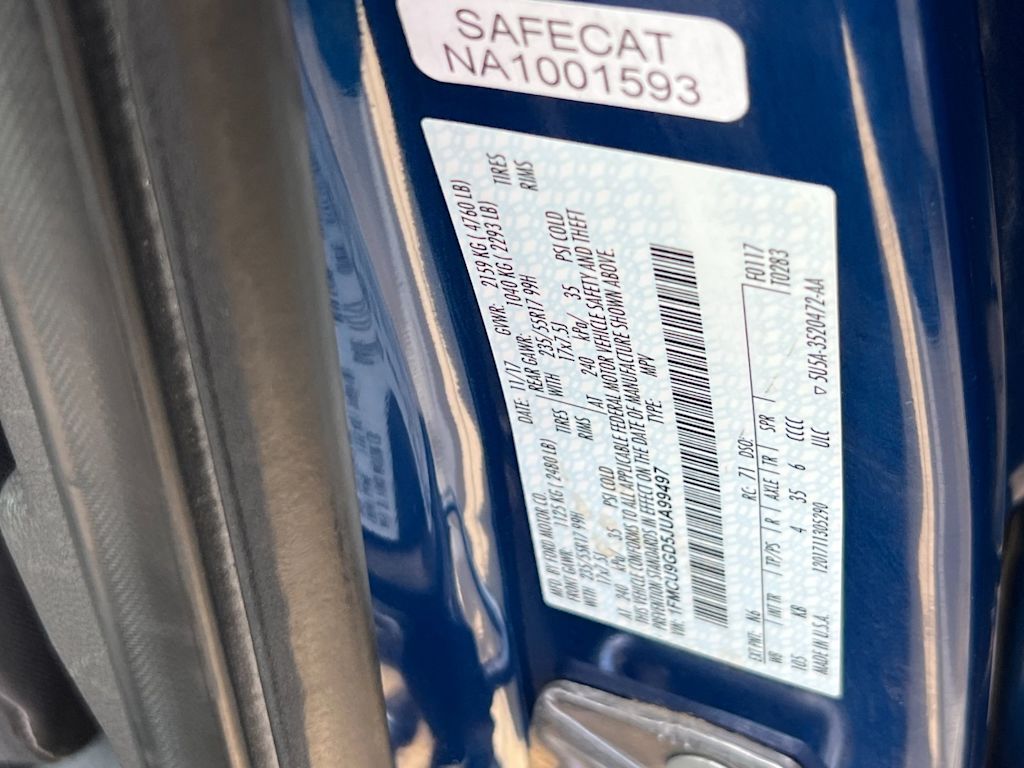 SAFECAT
NA1001593
MFD. BY FORD MOTOR CO.
DATE: 11/17 GVWR: 2159 KG ( 4760 LB)
FRONT GAWR: 1125 KG ( 2480 LB) REAR GAWR: 1040 KG ( 2293 LB)
WITH 235/55R17 99H TIRES WITH 235/55R17 99H TIRES
17x7.5J RIMS 17x7.5J RIMS
AT 240 kPa/ 35 PSI COLD AT 240 kPa/ 35 PSI COLD
THIS VEHICLE CONFORMS TO ALL APPLICABLE FEDERAL MOTOR VEHICLE SAFETY AND THEFT
PREVENTION STANDARDS IN EFFECT ON THE DATE OF MANUFACTURE SHOWN ABOVE.
VIN: 1FMCU9GD5JUA99497 TYPE: MPV
EXT PNT: N6 RC: 71 DSO: F0117
WB INTR TP/PS R AXLE TR SPR T0283
105 KB 4 35 6 CCCC
MADE IN U.S.A. 120171305290 ULC ▽ 5U5A-3520472-AA